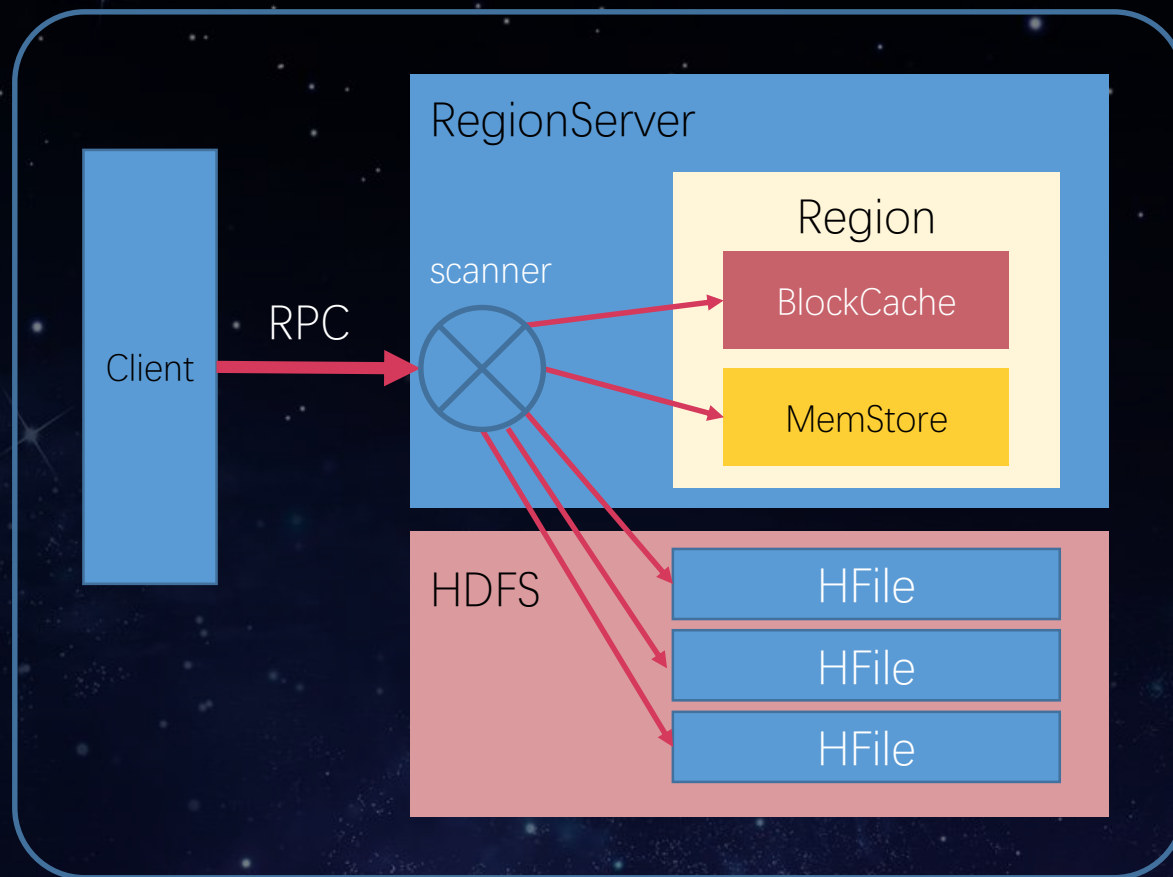 RegionServer
Region
scanner
BlockCache
RPC
Client
MemStore
HDFS
HFile
HFile
HFile